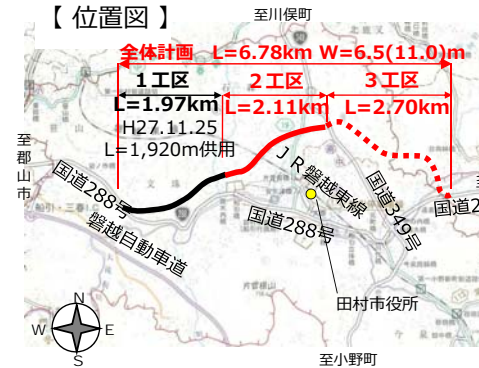 【 位置図 】
至川俣町
全体計画 L=6.78km W=6.5(11.0)m
1工区
2工区
3工区
L=1.97km
L=2.11km
L=2.70km
H27.11.25
L=1,920m供用
至郡山市
国道288号
磐越自動車道
JR磐越東線
国道288号
国道349号
国道2
至
田村市役所
N
W
E
S
至小野町